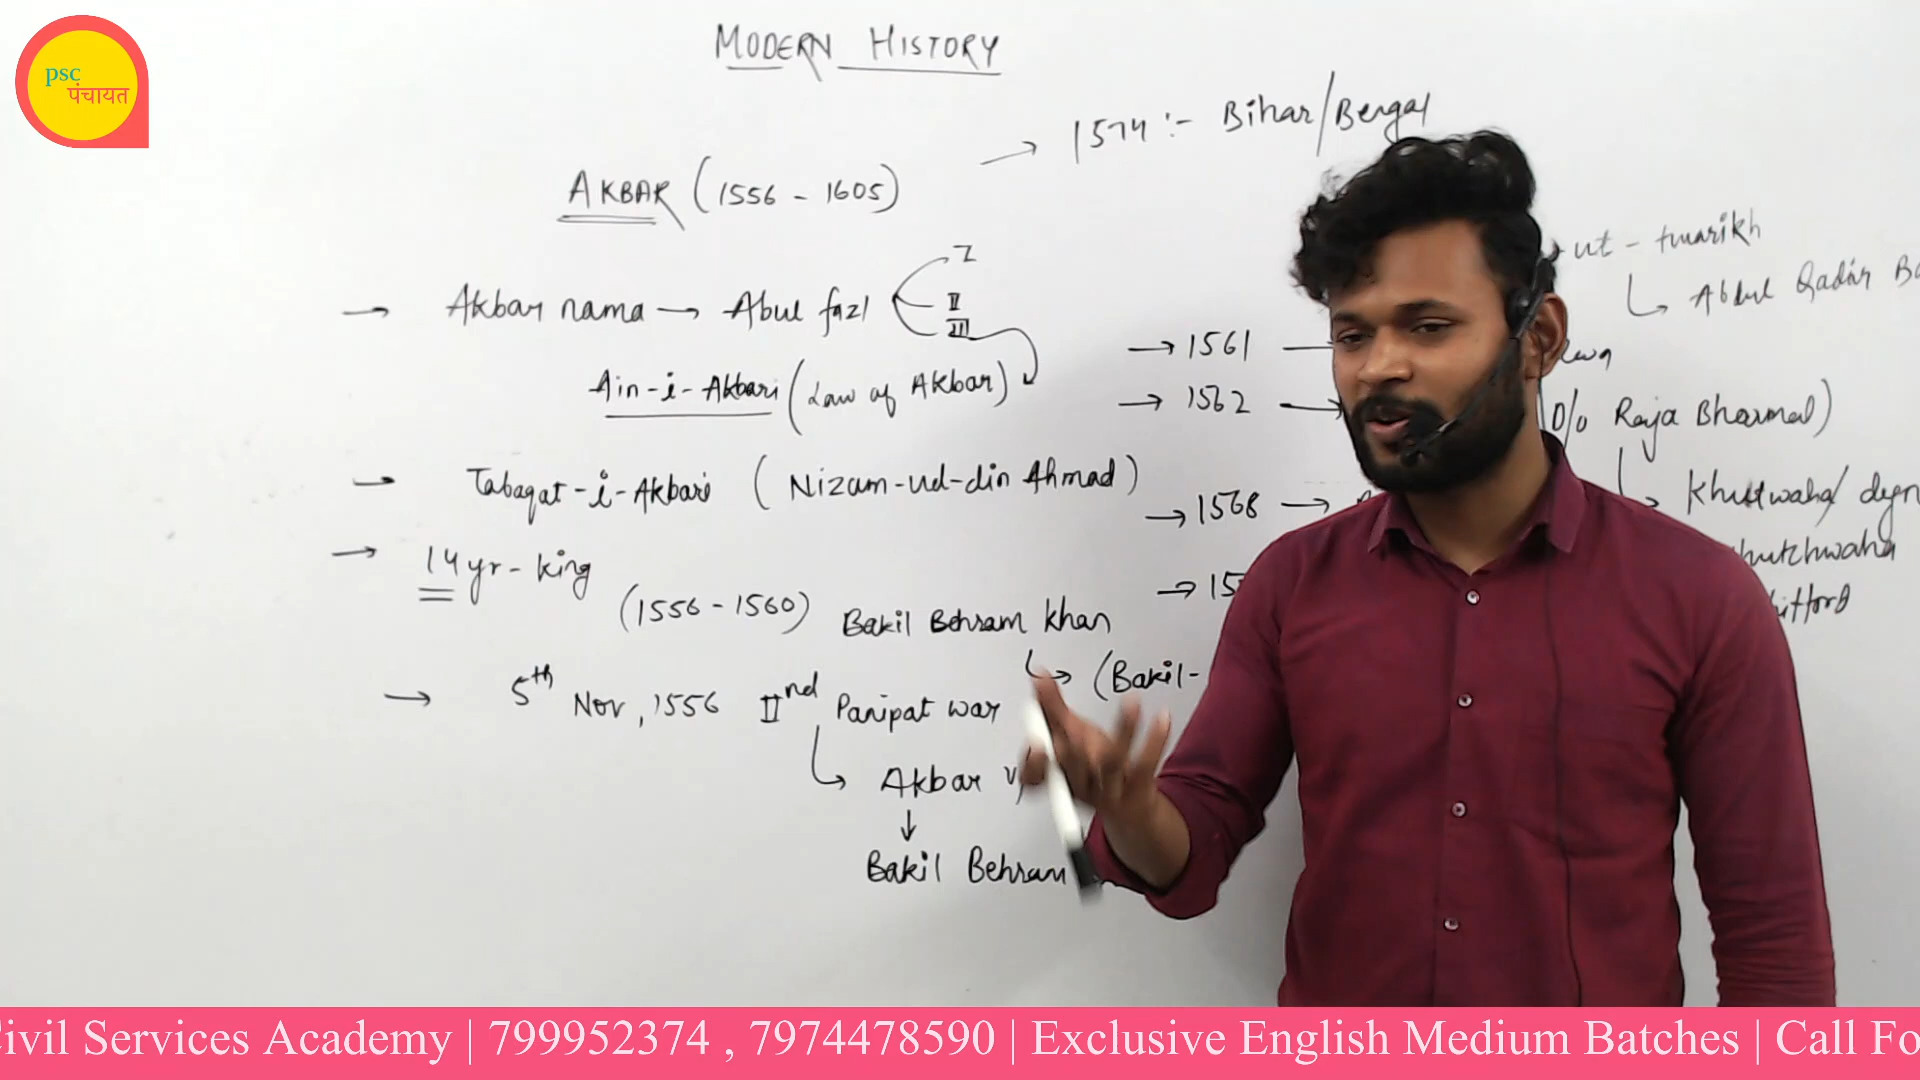 psc
पंचायत
MODERN HISTORY
→ 1574 :- Bihar/Bengal
AKBAR (1556 - 1605)
ut - twarikh
↳ Abdul Qadir
→ Akbar nama → Abul fazl
I
II
III
Ain-i-Akbari (Law of Akbar)
→ 1561
→ 1562 → D/o Raja Bharmal)
→ Tabaqat-i-Akbari (Nizam-ud-din Ahmad)
→ 1568 →
→ 14 yr - king
(1556 - 1560) Bakil Behram Khan
↳ (Bakil-
→ 5th Nov, 1556 IInd Panipat war
↳ Akbar
↓
Bakil Behram
ivil Services Academy | 799952374 , 7974478590 | Exclusive English Medium Batches | Call Fo